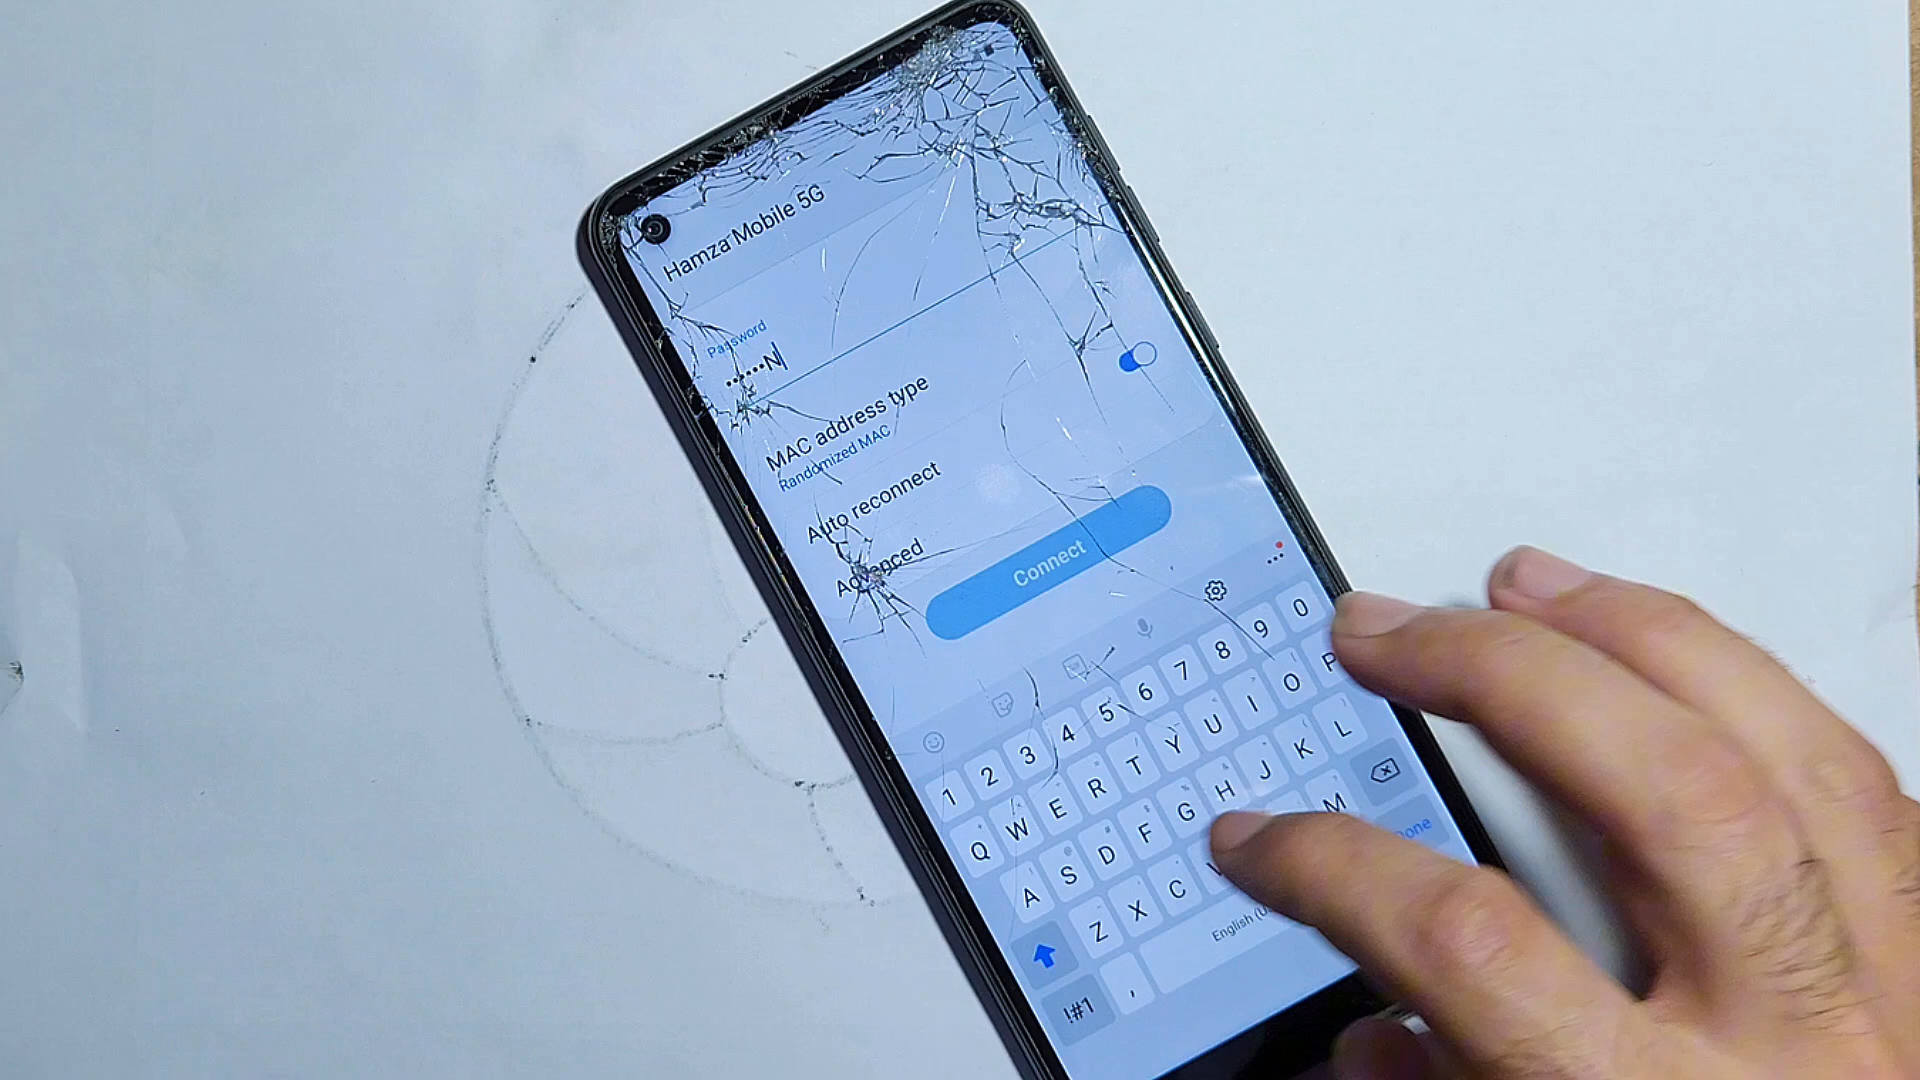 Hamza Mobile 5G
Password
••••••N
MAC address type
Randomized MAC
Auto reconnect
Advanced
Connect
1 2 3 4 5 6 7 8 9 0
Q W E R T Y U I O P
A S D F G H J K L
Z X C V M
!#1 , English (US